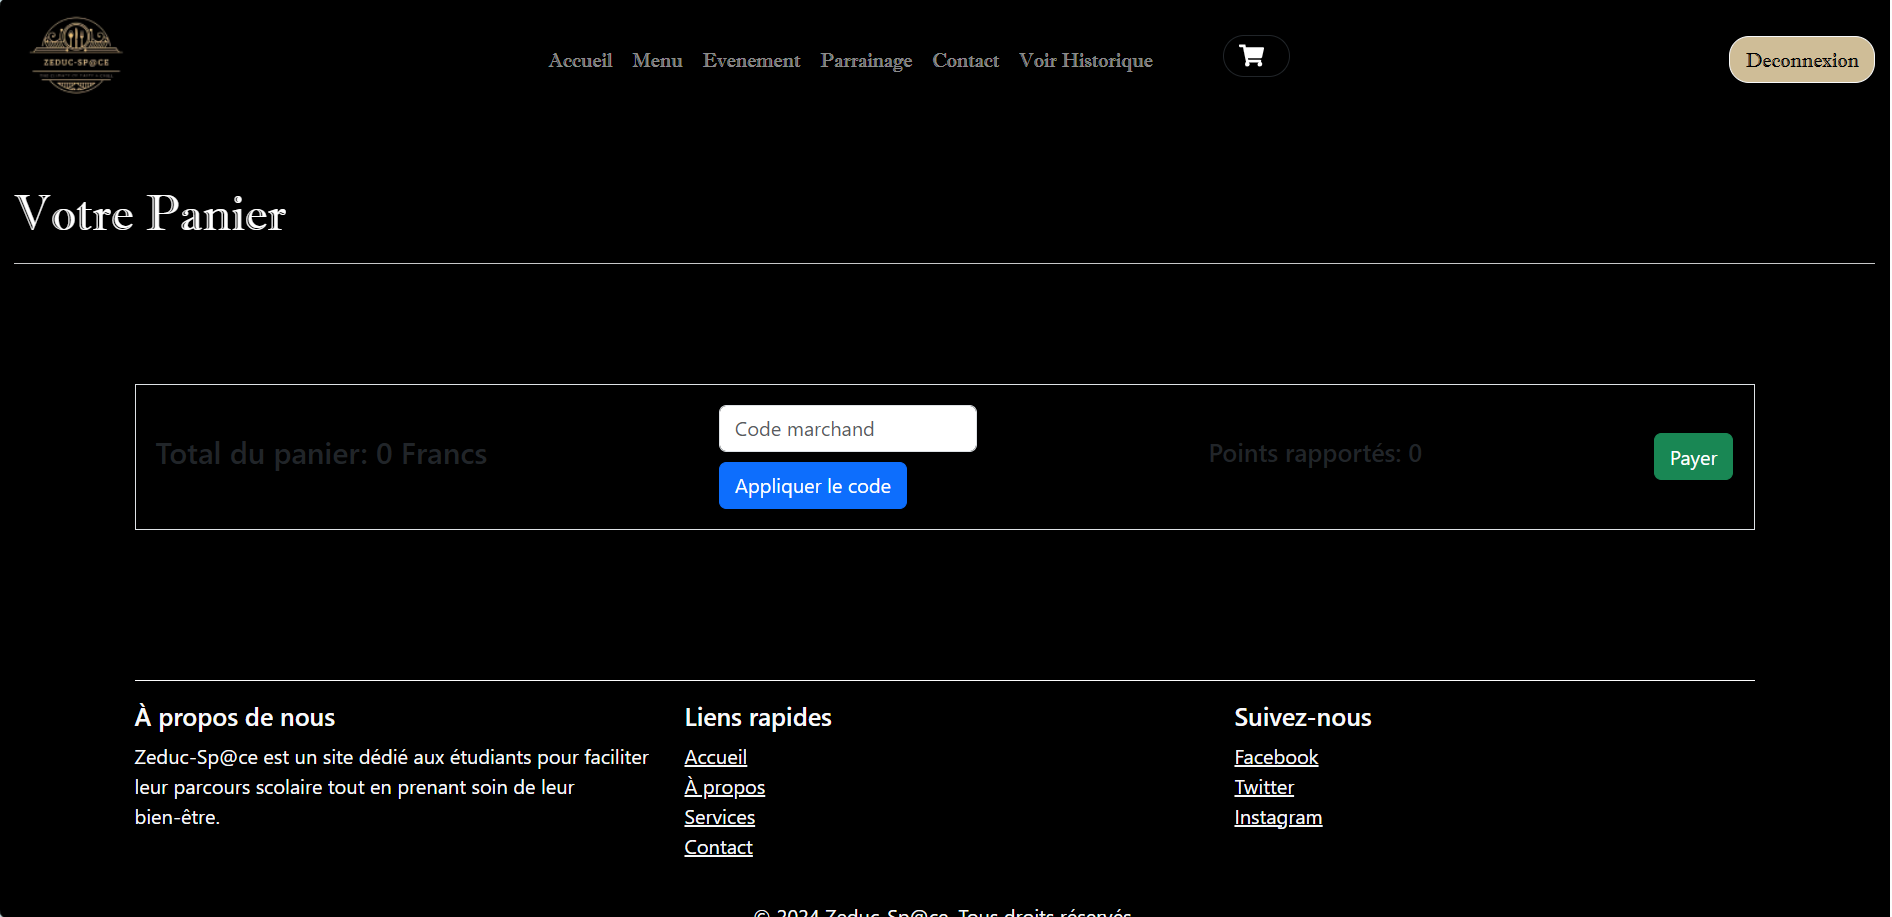 ZEDUC-SP@CE
Accueil Menu Evenement Parrainage Contact Voir Historique
Deconnexion
Votre Panier
Total du panier: 0 Francs
Code marchand
Appliquer le code
Points rapportés: 0
Payer
À propos de nous
Zeduc-Sp@ce est un site dédié aux étudiants pour faciliter
leur parcours scolaire tout en prenant soin de leur
bien-être.
Liens rapides
Accueil
À propos
Services
Contact
Suivez-nous
Facebook
Twitter
Instagram
© 2024 Zeduc-Sp@ce. Tous droits réservés.